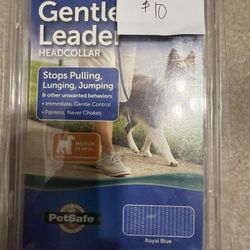 Gentle
$10
Leader
HEADCOLLAR
Stops Pulling,
Lunging, Jumping
& other unwanted behaviors
• Immediate, Gentle Control
• Painless, Never Chokes
MEDIUM
PetSafe
Royal Blue